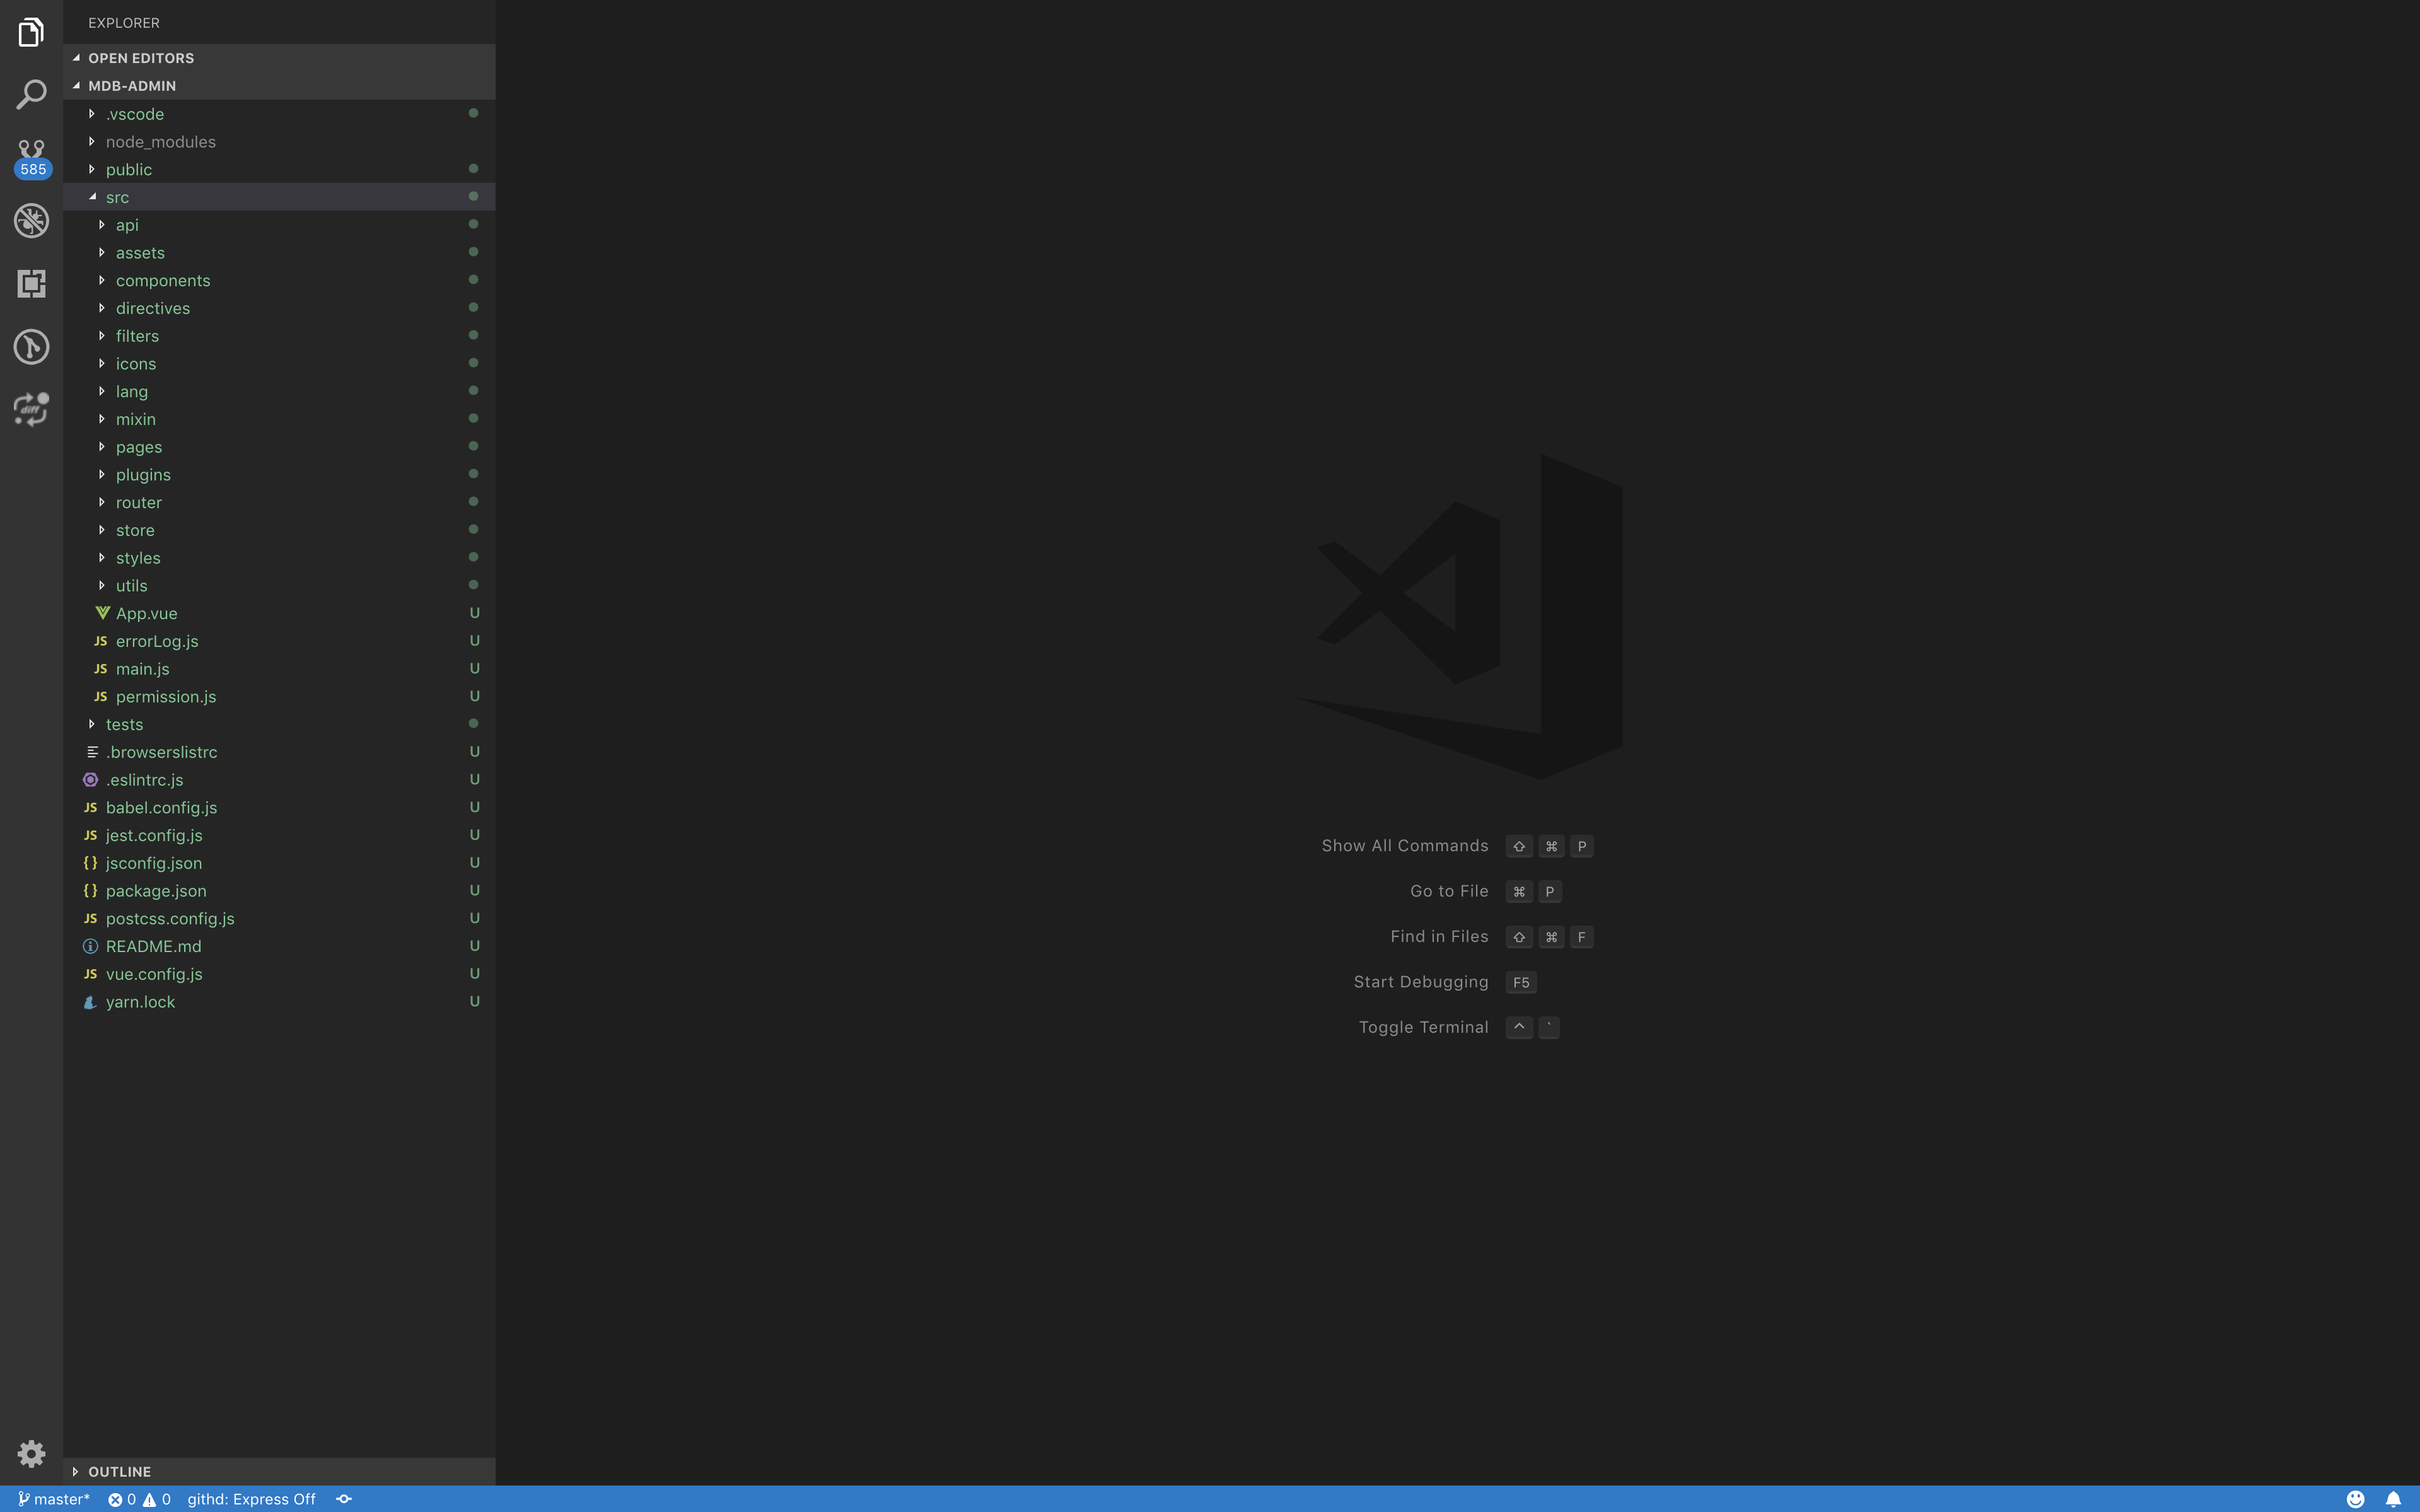 EXPLORER
OPEN EDITORS
MDB-ADMIN
.vscode
node_modules
public
585
src
api
assets
components
directives
filters
icons
lang
diff
mixin
pages
plugins
router
store
styles
utils
App.vue U
JS errorLog.js U
JS main.js U
JS permission.js U
tests
.browserslistrc U
.eslintrc.js U
JS babel.config.js U
JS jest.config.js U
{} jsconfig.json U
{} package.json U
JS postcss.config.js U
README.md U
JS vue.config.js U
yarn.lock U
OUTLINE
Show All Commands ⇧ ⌘ P
Go to File ⌘ P
Find in Files ⇧ ⌘ F
Start Debugging F5
Toggle Terminal ^ `
master* 0 0 githd: Express Off